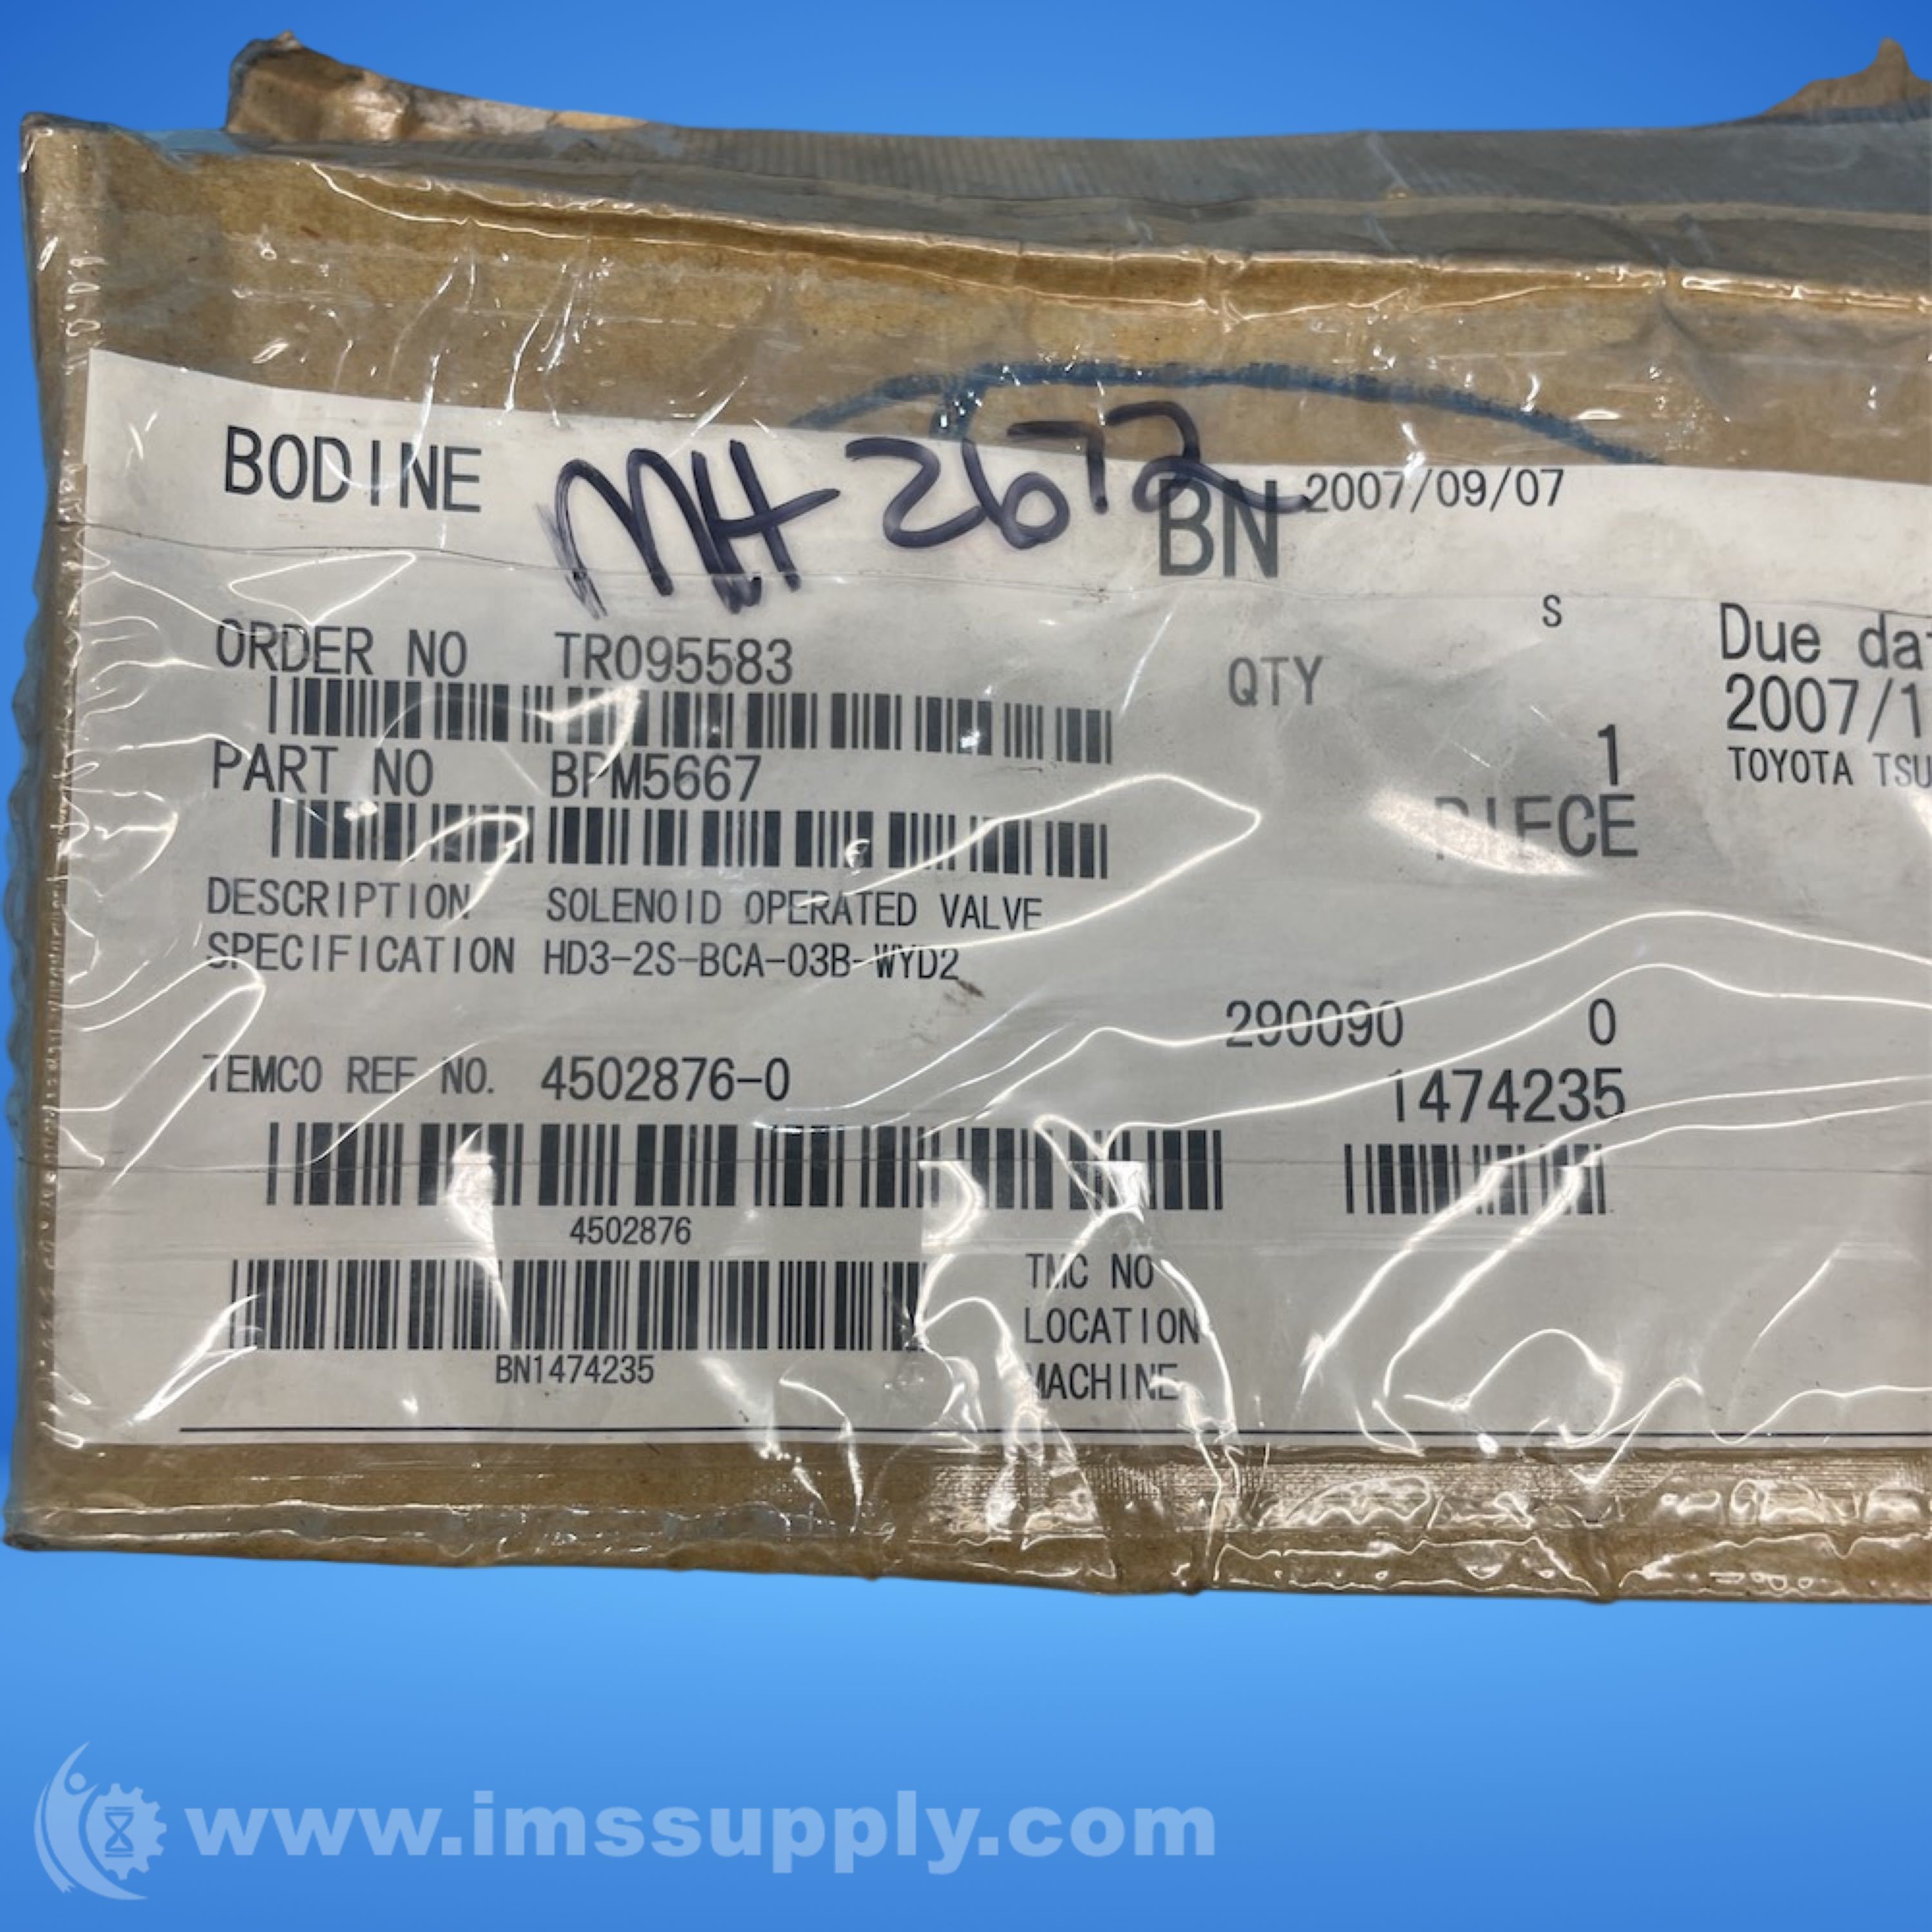 BODINE MH 2672 BN 2007/09/07
S
ORDER NO TR095583 QTY Due da
2007/1
PART NO BPM5667 1 TOYOTA TSU
PIECE
DESCRIPTION SOLENOID OPERATED VALVE
SPECIFICATION HD3-2S-BCA-03B-WYD2
290090 0
TEMCO REF NO. 4502876-0 1474235
4502876
TMC NO
LOCATION
BN1474235 MACHINE
www.imssupply.com